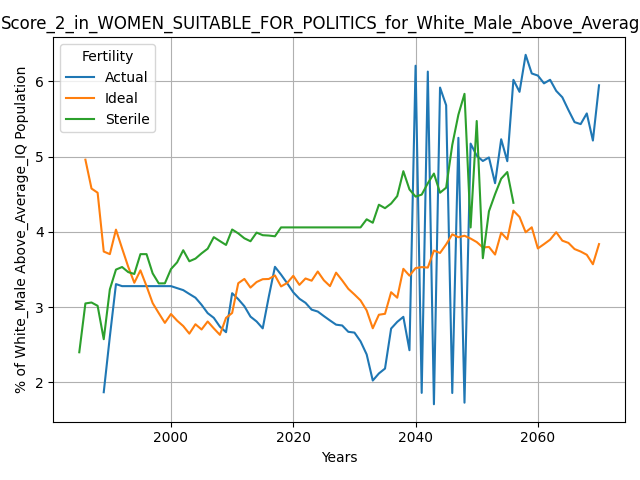 Score_2_in_WOMEN_SUITABLE_FOR_POLITICS_for_White_Male_Above_Averag
Fertility
Actual
Ideal
Sterile
% of White_Male Above_Average_IQ Population
6
5
4
3
2
2000 2020 2040 2060
Years